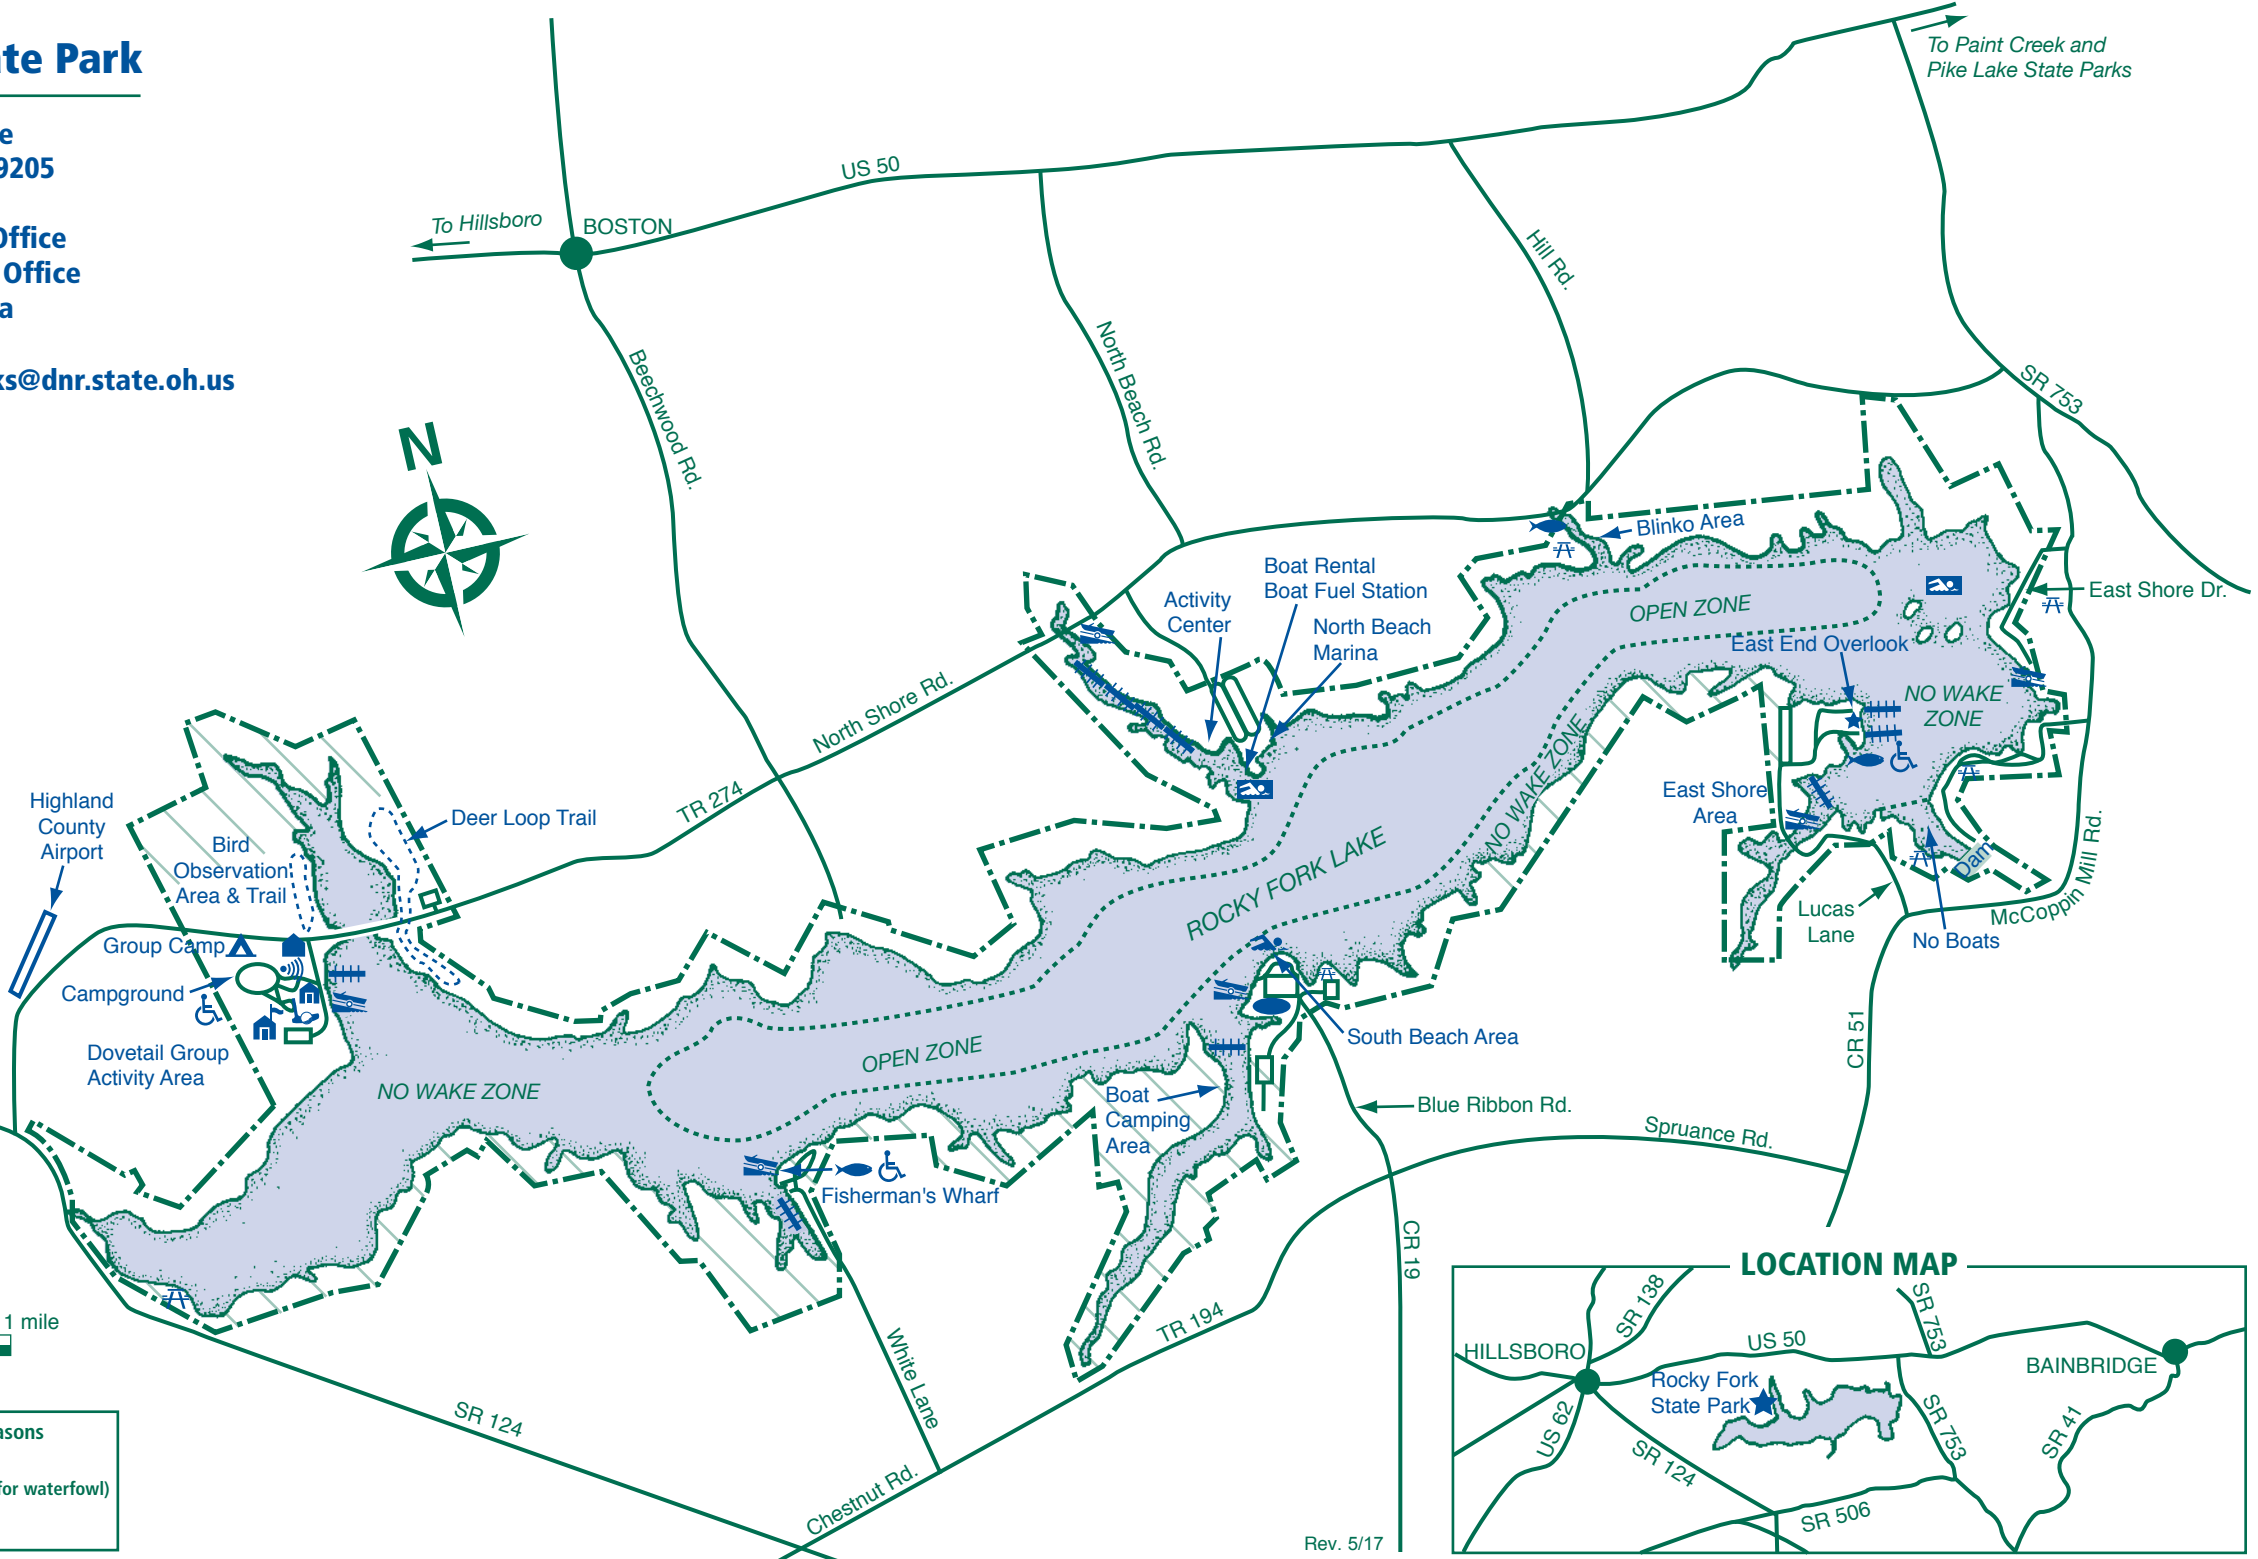 Park
9205
Office
Office
@dnr.state.oh.us
To Paint Creek and
Pike Lake State Parks
US 50
To Hillsboro
BOSTON
N
Beechwood Rd.
North Beach Rd.
Hill Rd.
SR 753
Blinko Area
Boat Rental
Boat Fuel Station
Activity
Center
North Beach
Marina
OPEN ZONE
East End Overlook
East Shore Dr.
NO WAKE
ZONE
North Shore Rd.
TR 274
NO WAKE ZONE
ROCKY FORK LAKE
East Shore
Area
Dam
McCoppin Mill Rd.
Lucas
Lane
No Boats
Highland
County
Airport
Deer Loop Trail
Bird
Observation
Area & Trail
Group Camp
Campground
Dovetail Group
Activity Area
NO WAKE ZONE
OPEN ZONE
South Beach Area
Boat
Camping
Area
Blue Ribbon Rd.
CR 51
Spruance Rd.
Fisherman's Wharf
CR 19
TR 194
White Lane
SR 124
Chestnut Rd.
1 mile
for waterfowl)
Rev. 5/17
LOCATION MAP
SR 138
SR 753
HILLSBORO
US 50
BAINBRIDGE
Rocky Fork
State Park
US 62
SR 124
SR 753
SR 41
SR 506